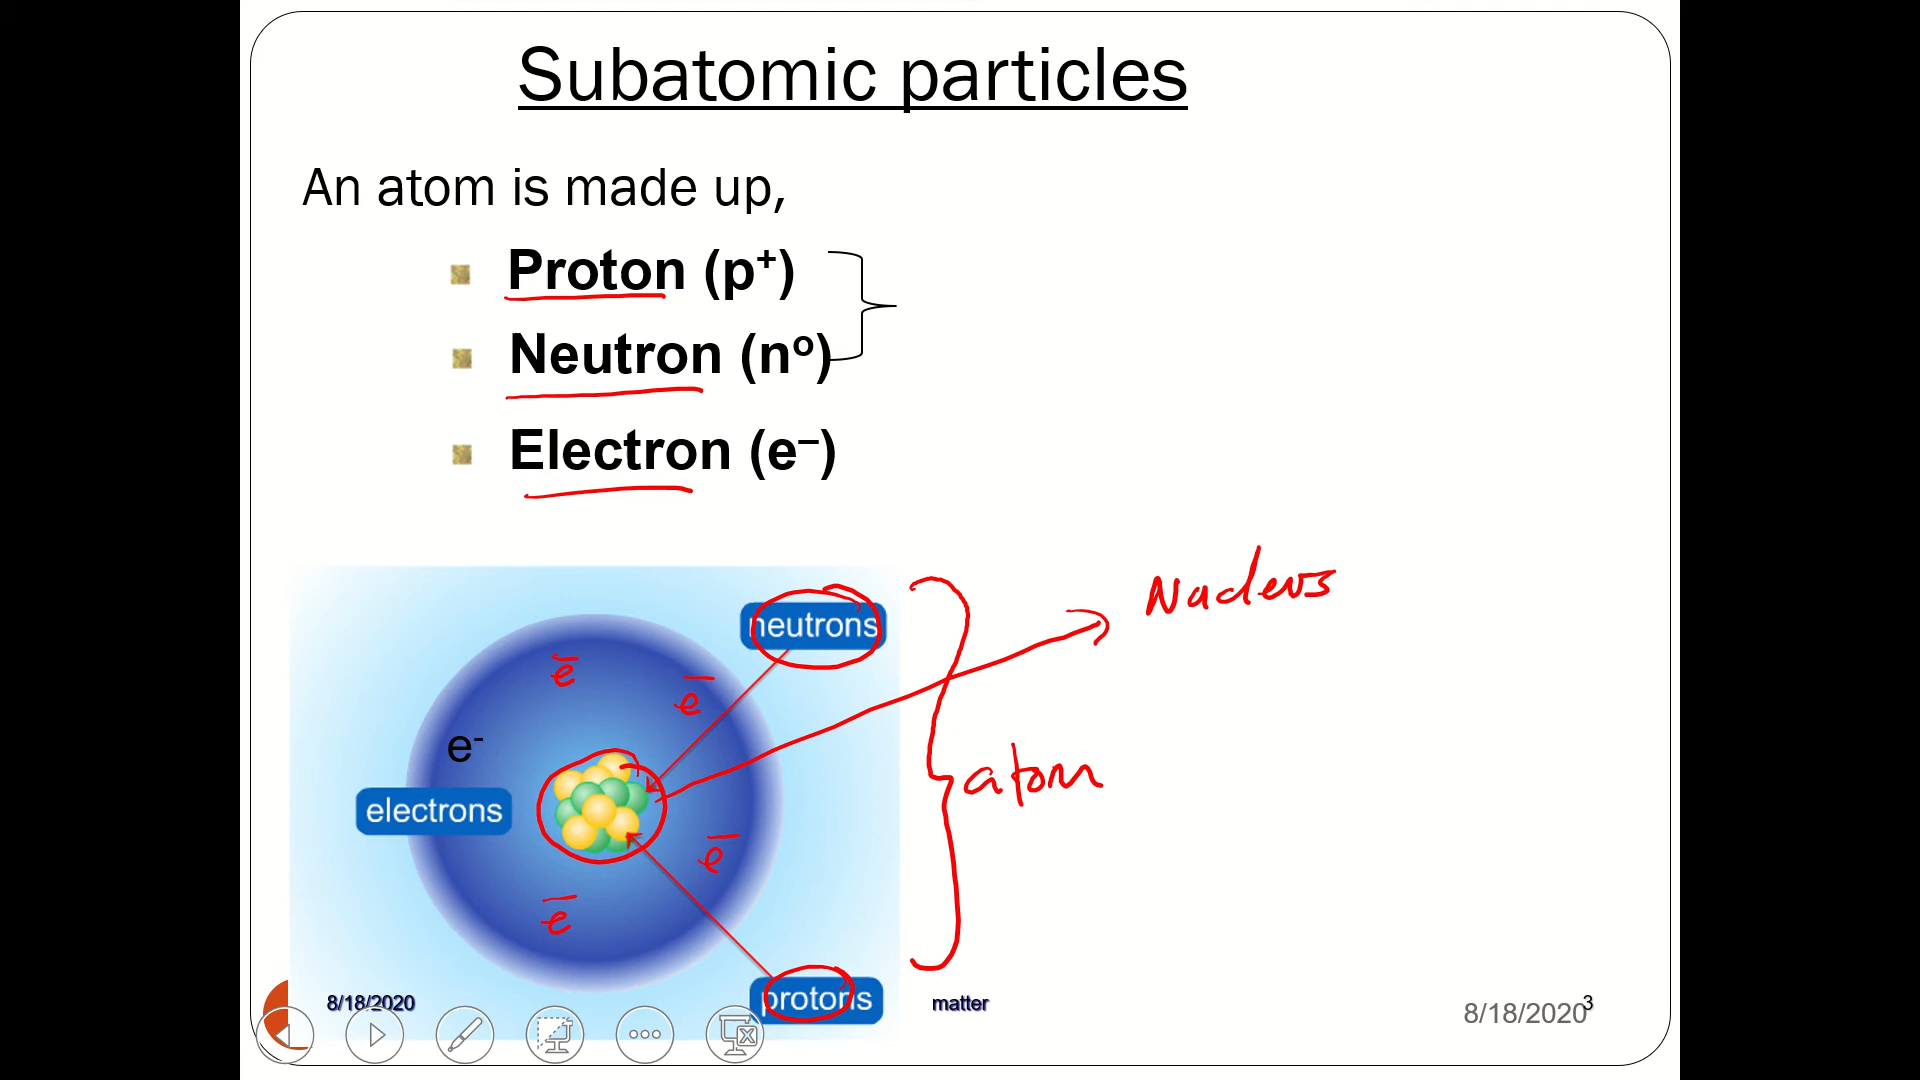 Subatomic particles
An atom is made up,
Proton (p⁺)
Neutron (nº)
Electron (e⁻)
Nucleus
neutrons
e̅
e̅
e⁻
atom
electrons
e̅
e̅
protons
8/18/2020
matter
8/18/2020
3